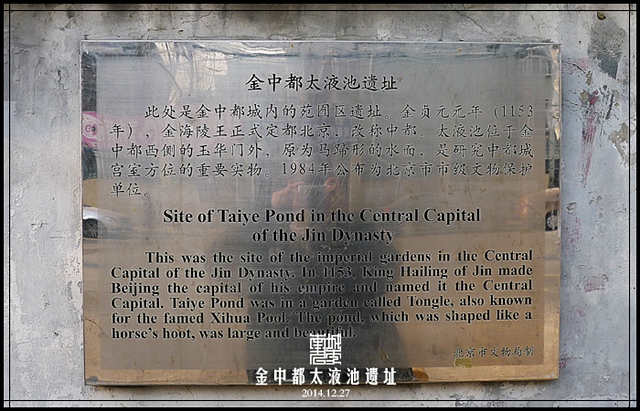 金中都太液池遗址
此处是金中都城内的苑囿区遗址。金贞元元年（1153
年），金海陵王正式定都北京，改称中都。太液池位于金
中都西侧的玉华门外，原为马蹄形的水面，是研究中都城
宫室方位的重要实物。1984年公布为北京市市级文物保护
单位。
Site of Taiye Pond in the Central Capital
of the Jin Dynasty
This was the site of the imperial gardens in the Central
Capital of the Jin Dynasty. In 1153, King Hailing of Jin made
Beijing the capital of his empire and named it the Central
Capital. Taiye Pond was in a garden called Tongle, also known
for the famed Xihua Pool. The pond, which was shaped like a
horse's hoot, was large and beautiful.
北京市文物局制
金中都太液池遗址
2014.12.27